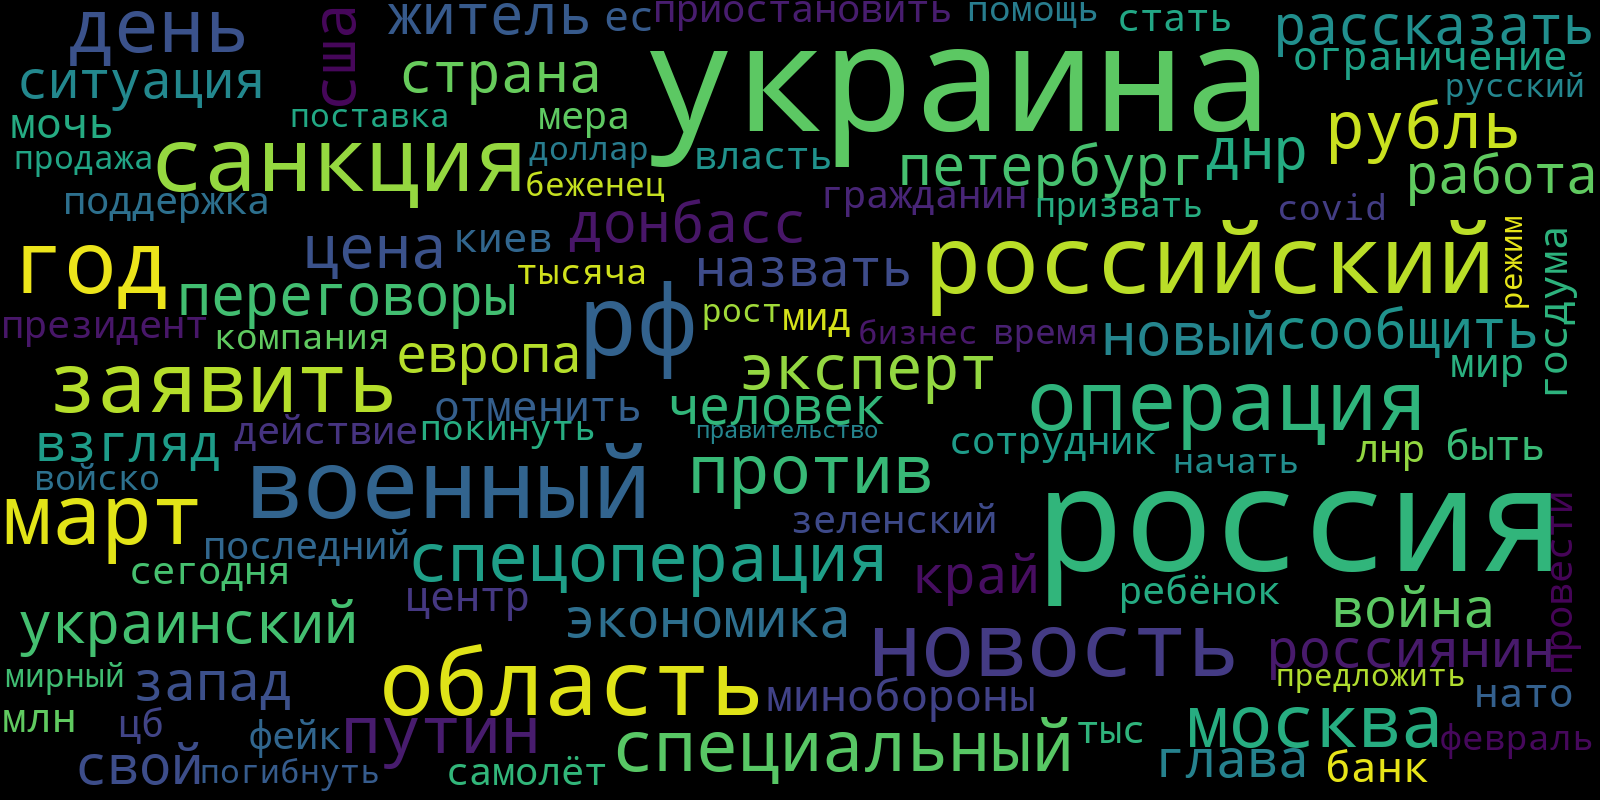 день
сша
житель
ес
приостановить
помощь
стать
рассказать
ситуация
страна
украина
ограничение
русский
мочь
поставка
мера
рубль
продажа
санкция
доллар
власть
петербург
днр
работа
беженец
поддержка
гражданин
призвать
covid
донбасс
киев
цена
год
тысяча
назвать
российский
режим
госдума
переговоры
рф
президент
компания
рост
мид
бизнес
время
новый
сообщить
европа
эксперт
мир
заявить
отменить
человек
операция
взгляд
действие
покинуть
правительство
сотрудник
начать
лнр
быть
войско
военный
против
март
зеленский
россия
провести
последний
сегодня
спецоперация
край
ребёнок
центр
украинский
экономика
война
новость
россиянин
мирный
запад
область
минобороны
предложить
нато
млн
цб
фейк
путин
специальный
тыс
москва
февраль
свой
погибнуть
самолёт
глава
банк